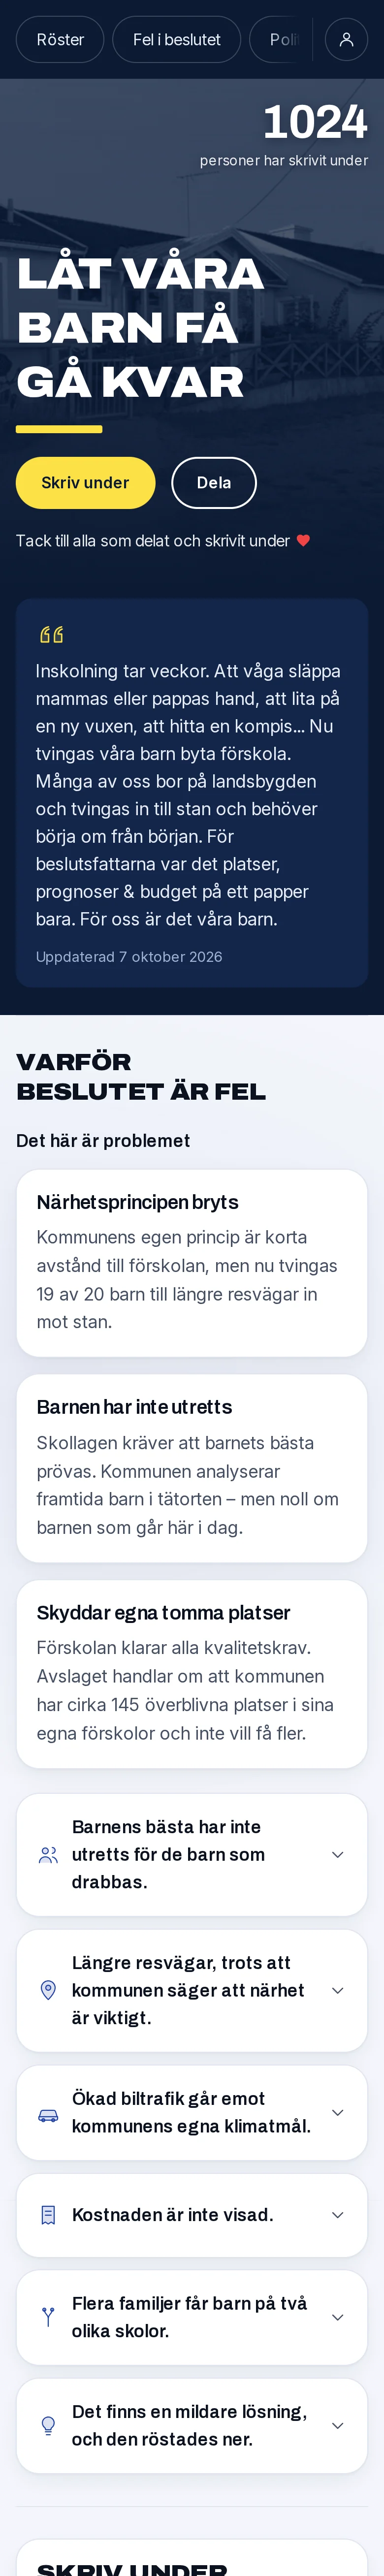 Röster
Fel i beslutet
Poli
1024
personer har skrivit under
LÅT VÅRA
BARN FÅ
GÅ KVAR
Skriv under
Dela
Tack till alla som delat och skrivit under
Inskolning tar veckor. Att våga släppa
mammas eller pappas hand, att lita på
en ny vuxen, att hitta en kompis... Nu
tvingas våra barn byta förskola.
Många av oss bor på landsbygden
och tvingas in till stan och behöver
börja om från början. För
beslutsfattarna var det platser,
prognoser & budget på ett papper
bara. För oss är det våra barn.
Uppdaterad 7 oktober 2026
VARFÖR
BESLUTET ÄR FEL
Det här är problemet
Närhetsprincipen bryts
Kommunens egen princip är korta
avstånd till förskolan, men nu tvingas
19 av 20 barn till längre resvägar in
mot stan.
Barnen har inte utretts
Skollagen kräver att barnets bästa
prövas. Kommunen analyserar
framtida barn i tätorten – men noll om
barnen som går här i dag.
Skyddar egna tomma platser
Förskolan klarar alla kvalitetskrav.
Avslaget handlar om att kommunen
har cirka 145 överblivna platser i sina
egna förskolor och inte vill få fler.
Barnens bästa har inte
utretts för de barn som
drabbas.
Längre resvägar, trots att
kommunen säger att närhet
är viktigt.
Ökad biltrafik går emot
kommunens egna klimatmål.
Kostnaden är inte visad.
Flera familjer får barn på två
olika skolor.
Det finns en mildare lösning,
och den röstades ner.
SKRIV UNDER